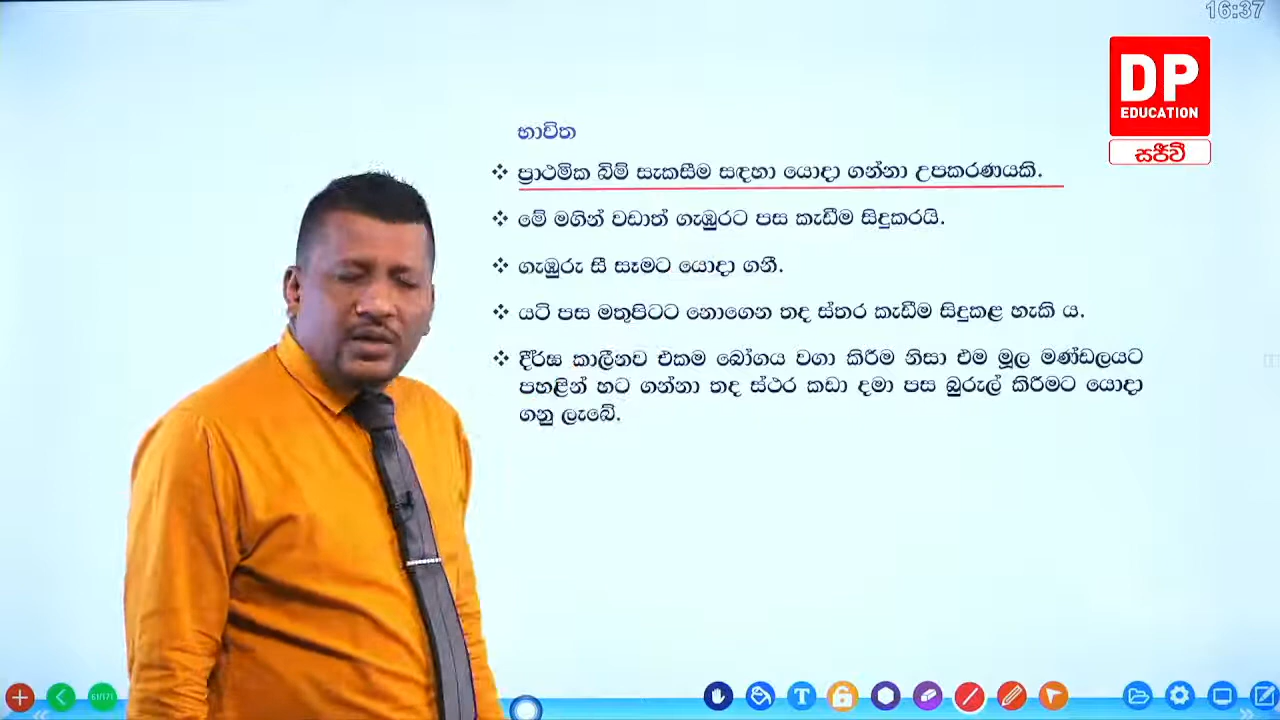 16:37
DP
EDUCATION
සජීවී
භාවිත
❖ ප්‍රාථමික බිම් සැකසීම සඳහා යොදා ගන්නා උපකරණයකි.
❖ මේ මගින් වඩාත් ගැඹුරට පස කැඩීම සිදුකරයි.
❖ ගැඹුරු සී සෑමට යොදා ගනී.
❖ යටි පස මතුපිටට නොගෙන තද ස්තර කැඩීම සිදුකළ හැකි ය.
❖ දීර්ඝ කාලීනව එකම බෝගය වගා කිරීම නිසා එම මූල මණ්ඩලයට
පහළින් හට ගන්නා තද ස්ථර කඩා දමා පස බුරුල් කිරීමට යොදා
ගනු ලැබේ.
61/171
T